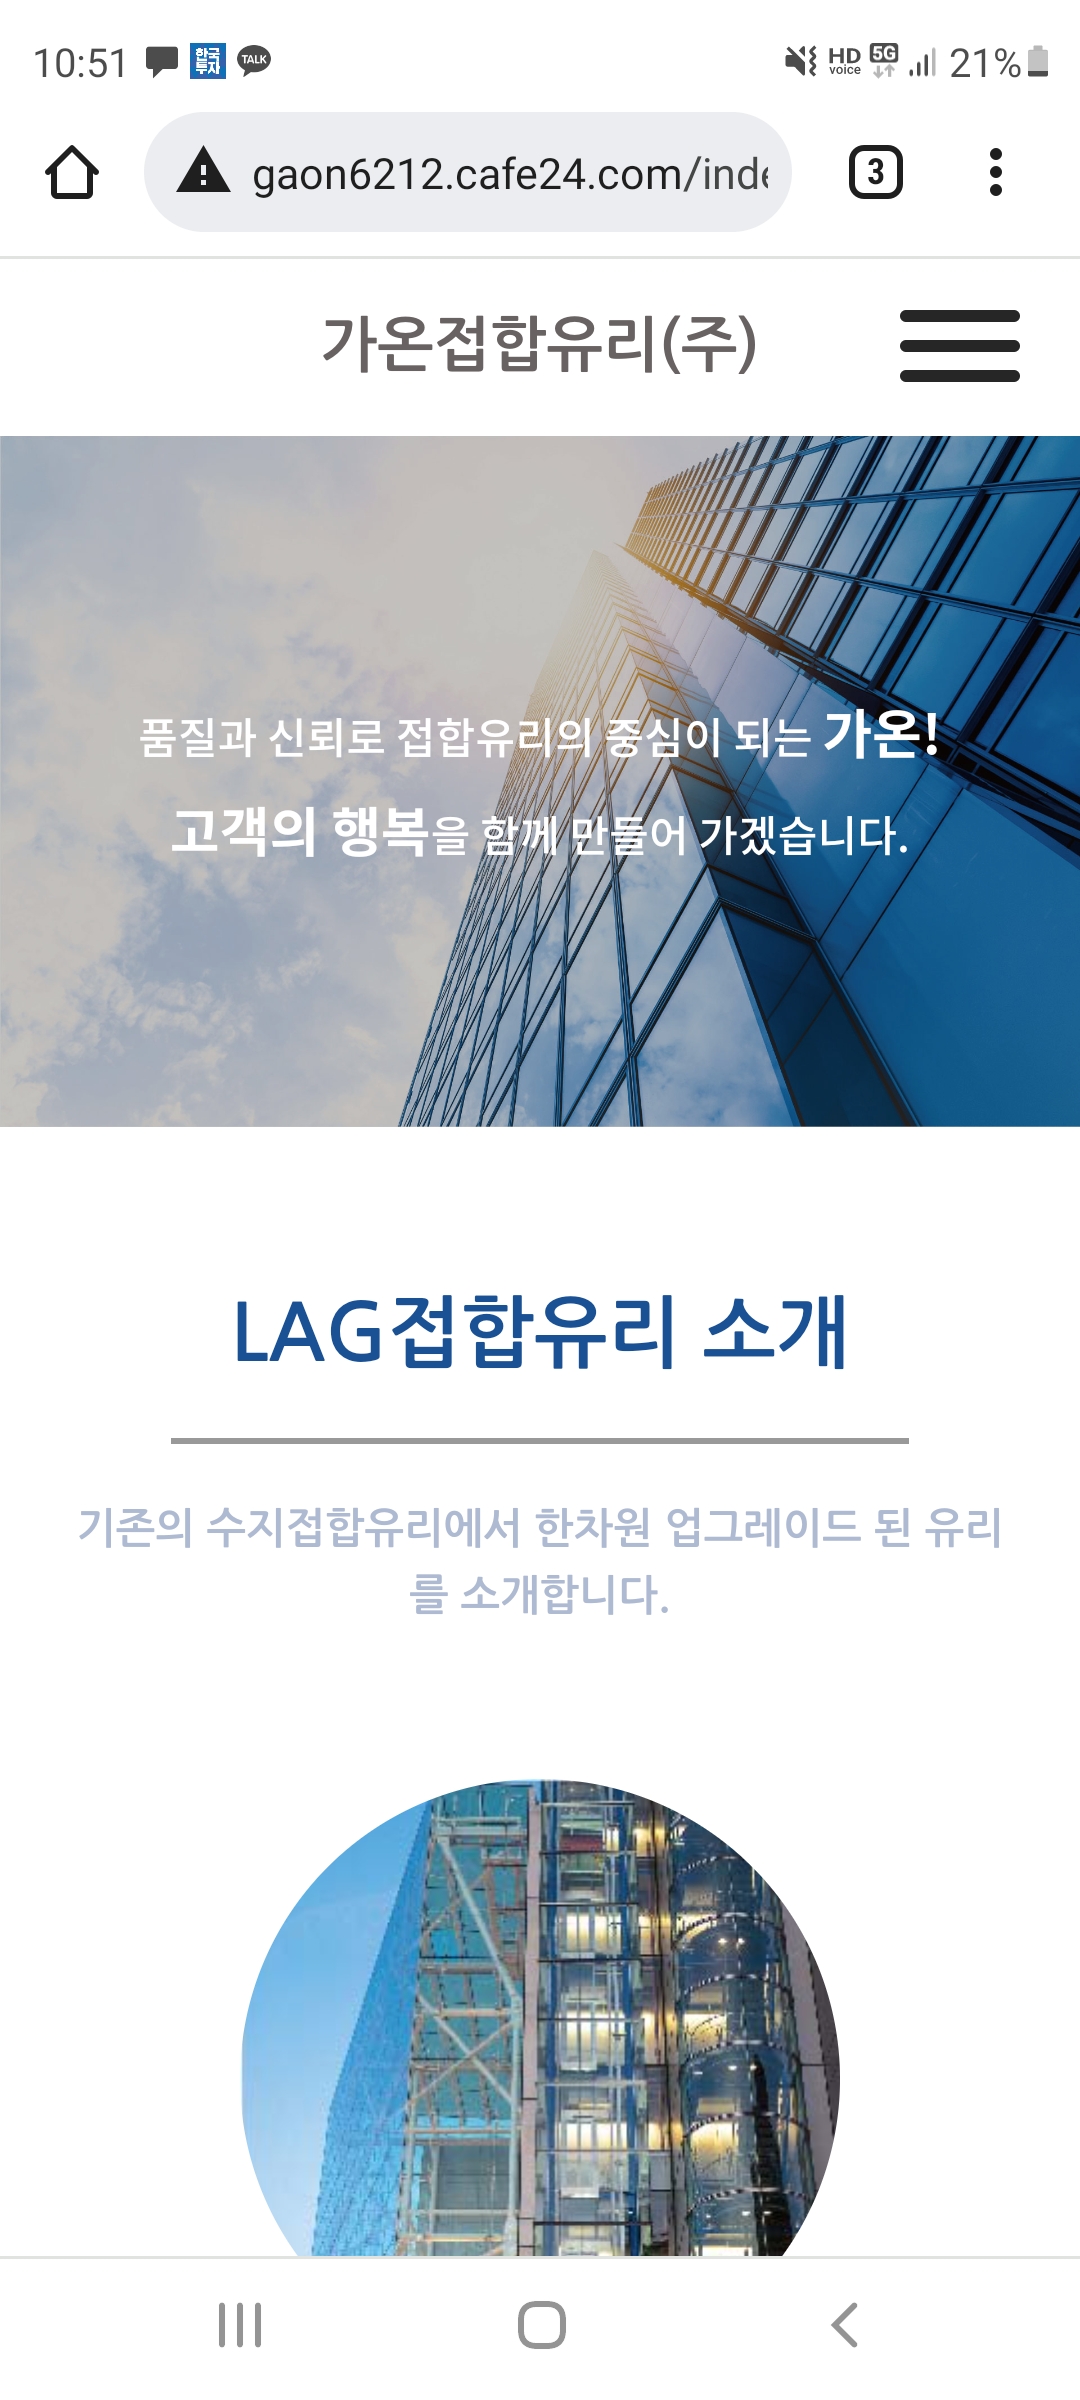 10:51 한국투자 TALK HD voice 5G 21%
gaon6212.cafe24.com/inde
3
가온접합유리(주)
품질과 신뢰로 접합유리의 중심이 되는 가온!
고객의 행복을 함께 만들어 가겠습니다.
LAG접합유리 소개
기존의 수지접합유리에서 한차원 업그레이드 된 유리
를 소개합니다.